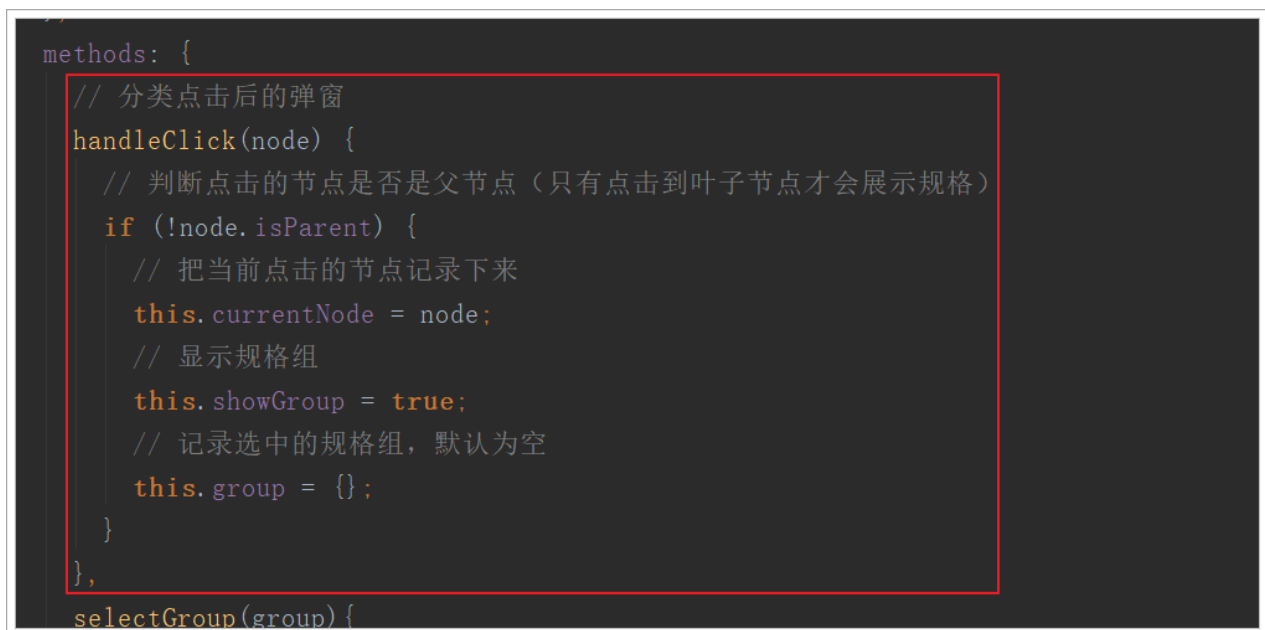 methods: {
// 分类点击后的弹窗
handleClick(node) {
// 判断点击的节点是否是父节点（只有点击到叶子节点才会展示规格）
if (!node.isParent) {
// 把当前点击的节点记录下来
this.currentNode = node;
// 显示规格组
this.showGroup = true;
// 记录选中的规格组，默认为空
this.group = {};
}
},
selectGroup(group){